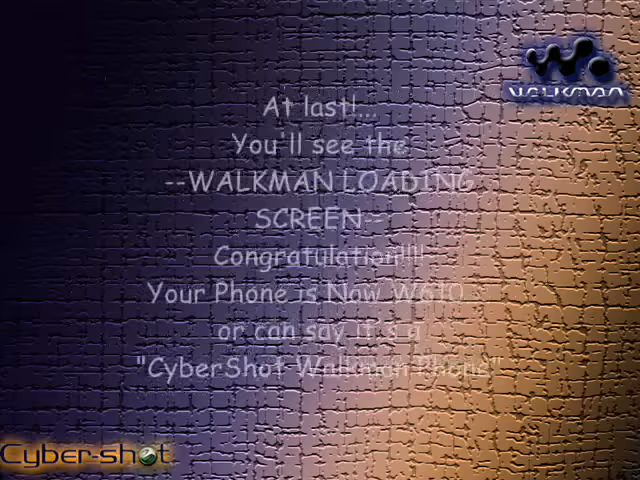 WALKMAN
At last!...
You'll see the
--WALKMAN LOADING
SCREEN--
Congratulation!!!!
Your Phone is Now W610
or can say it's a
"CyberShot Walkman Phone"
Cyber-shot